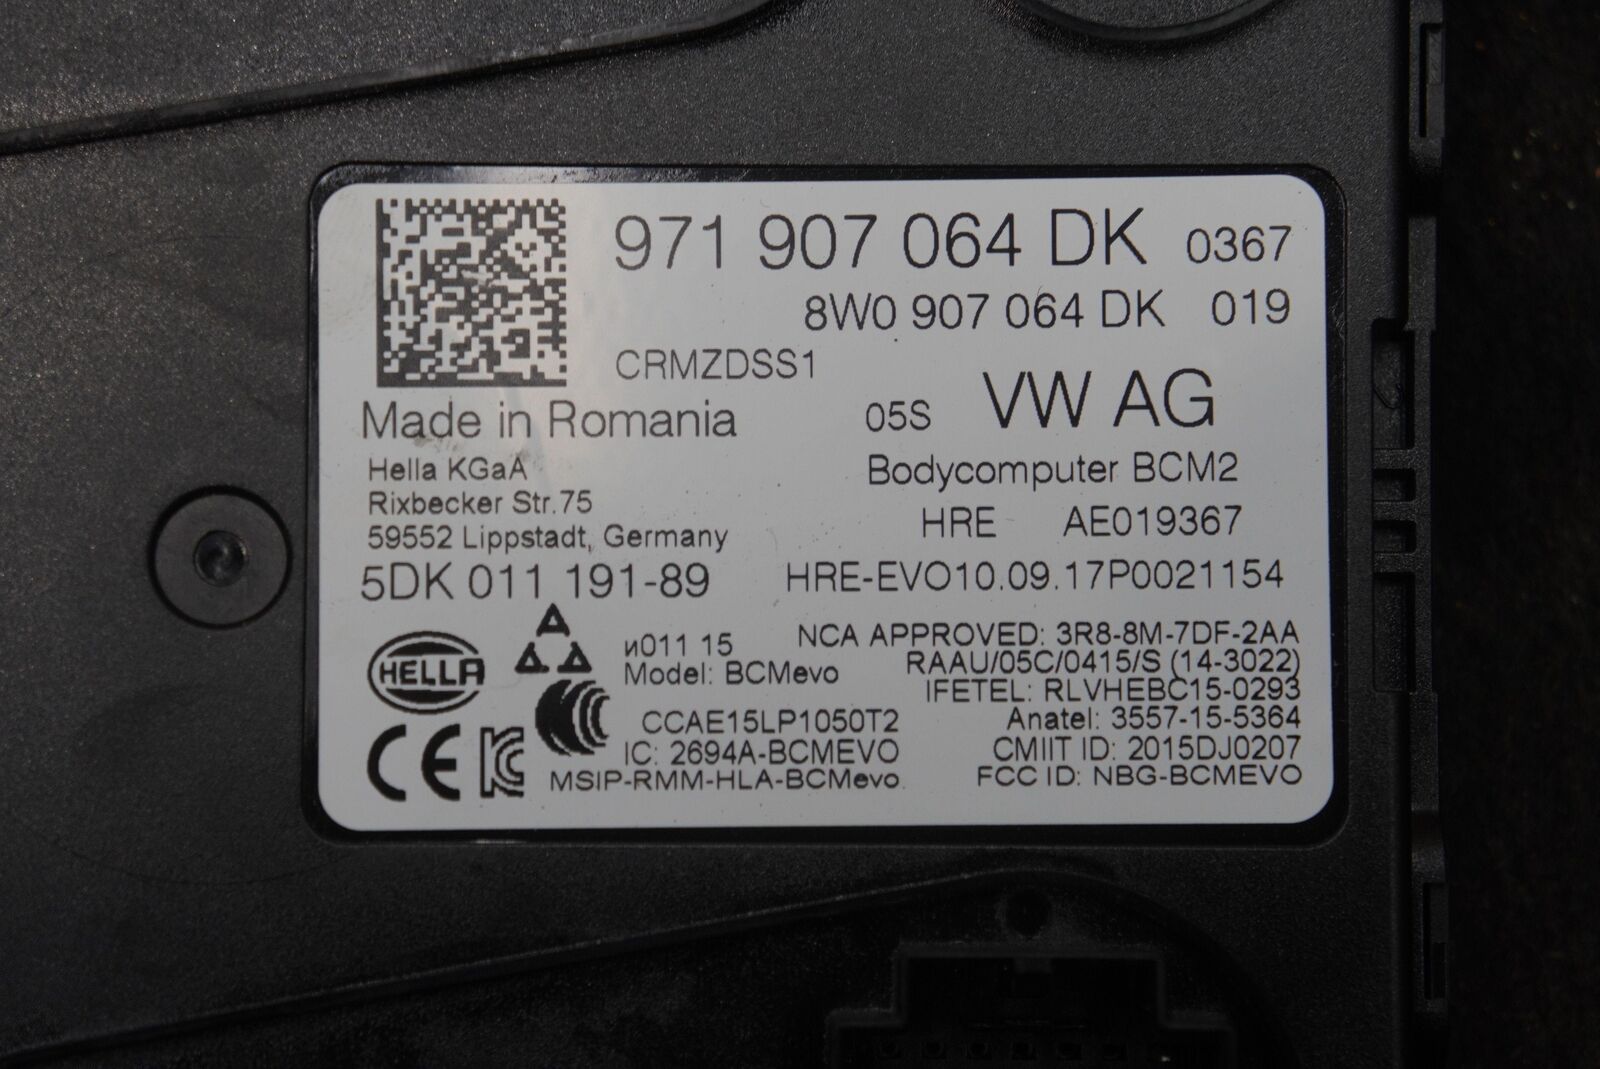 971 907 064 DK 0367
8W0 907 064 DK 019
CRMZDSS1
Made in Romania
05S VW AG
Hella KGaA
Bodycomputer BCM2
Rixbecker Str.75
HRE AE019367
59552 Lippstadt, Germany
5DK 011 191-89
HRE-EVO10.09.17P0021154
HELLA
и011 15
NCA APPROVED: 3R8-8M-7DF-2AA
Model: BCMevo
RAAU/05C/0415/S (14-3022)
IFETEL: RLVHEBC15-0293
CCAE15LP1050T2
Anatel: 3557-15-5364
CE
IC: 2694A-BCMEVO
CMIIT ID: 2015DJ0207
MSIP-RMM-HLA-BCMevo
FCC ID: NBG-BCMEVO